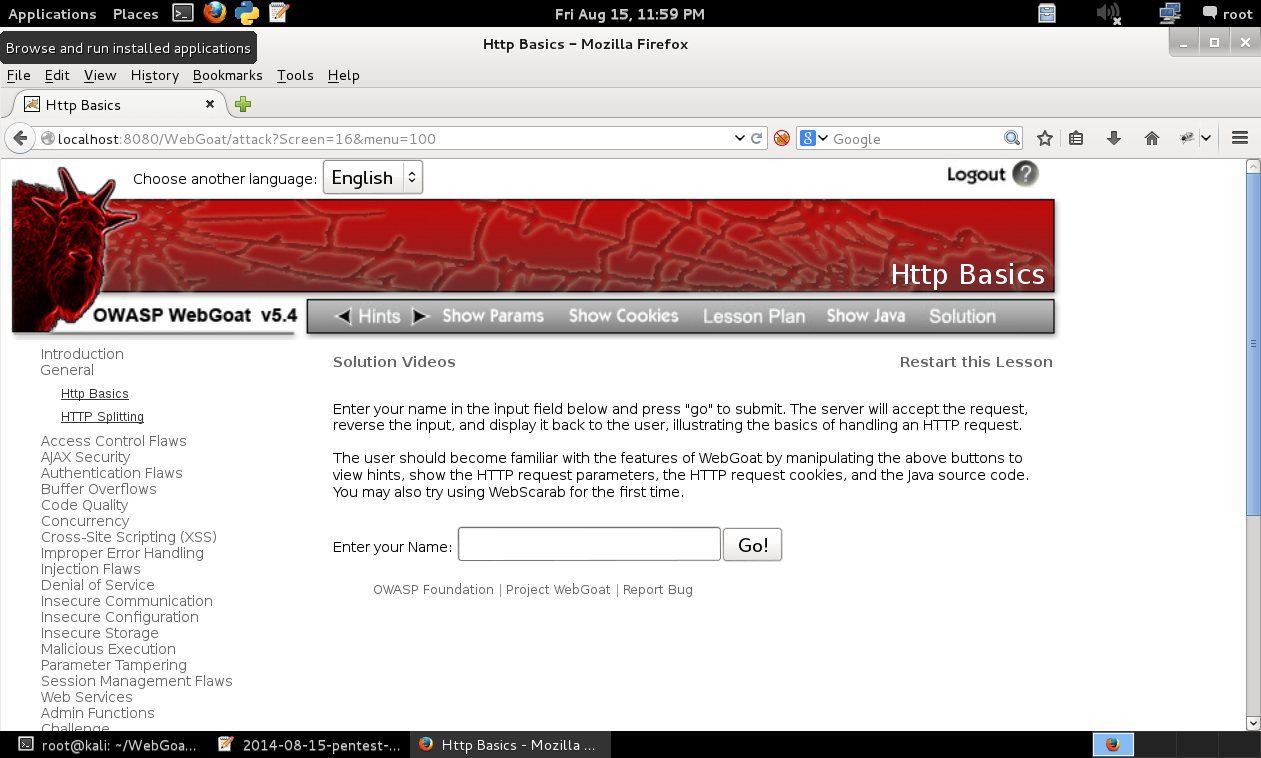 Applications Places Fri Aug 15, 11:59 PM root
Browse and run installed applications
Http Basics - Mozilla Firefox
File Edit View History Bookmarks Tools Help
Http Basics
localhost:8080/WebGoat/attack?Screen=16&menu=100 Google
Choose another language: English Logout ?
Http Basics
OWASP WebGoat v5.4 Hints Show Params Show Cookies Lesson Plan Show Java Solution
Introduction
General
Http Basics
HTTP Splitting
Access Control Flaws
AJAX Security
Authentication Flaws
Buffer Overflows
Code Quality
Concurrency
Cross-Site Scripting (XSS)
Improper Error Handling
Injection Flaws
Denial of Service
Insecure Communication
Insecure Configuration
Insecure Storage
Malicious Execution
Parameter Tampering
Session Management Flaws
Web Services
Admin Functions
Challenge
Solution Videos Restart this Lesson
Enter your name in the input field below and press "go" to submit. The server will accept the request,
reverse the input, and display it back to the user, illustrating the basics of handling an HTTP request.
The user should become familiar with the features of WebGoat by manipulating the above buttons to
view hints, show the HTTP request parameters, the HTTP request cookies, and the Java source code.
You may also try using WebScarab for the first time.
Enter your Name: Go!
OWASP Foundation | Project WebGoat | Report Bug
root@kali: ~/WebGoa... 2014-08-15-pentest-... Http Basics - Mozilla ...